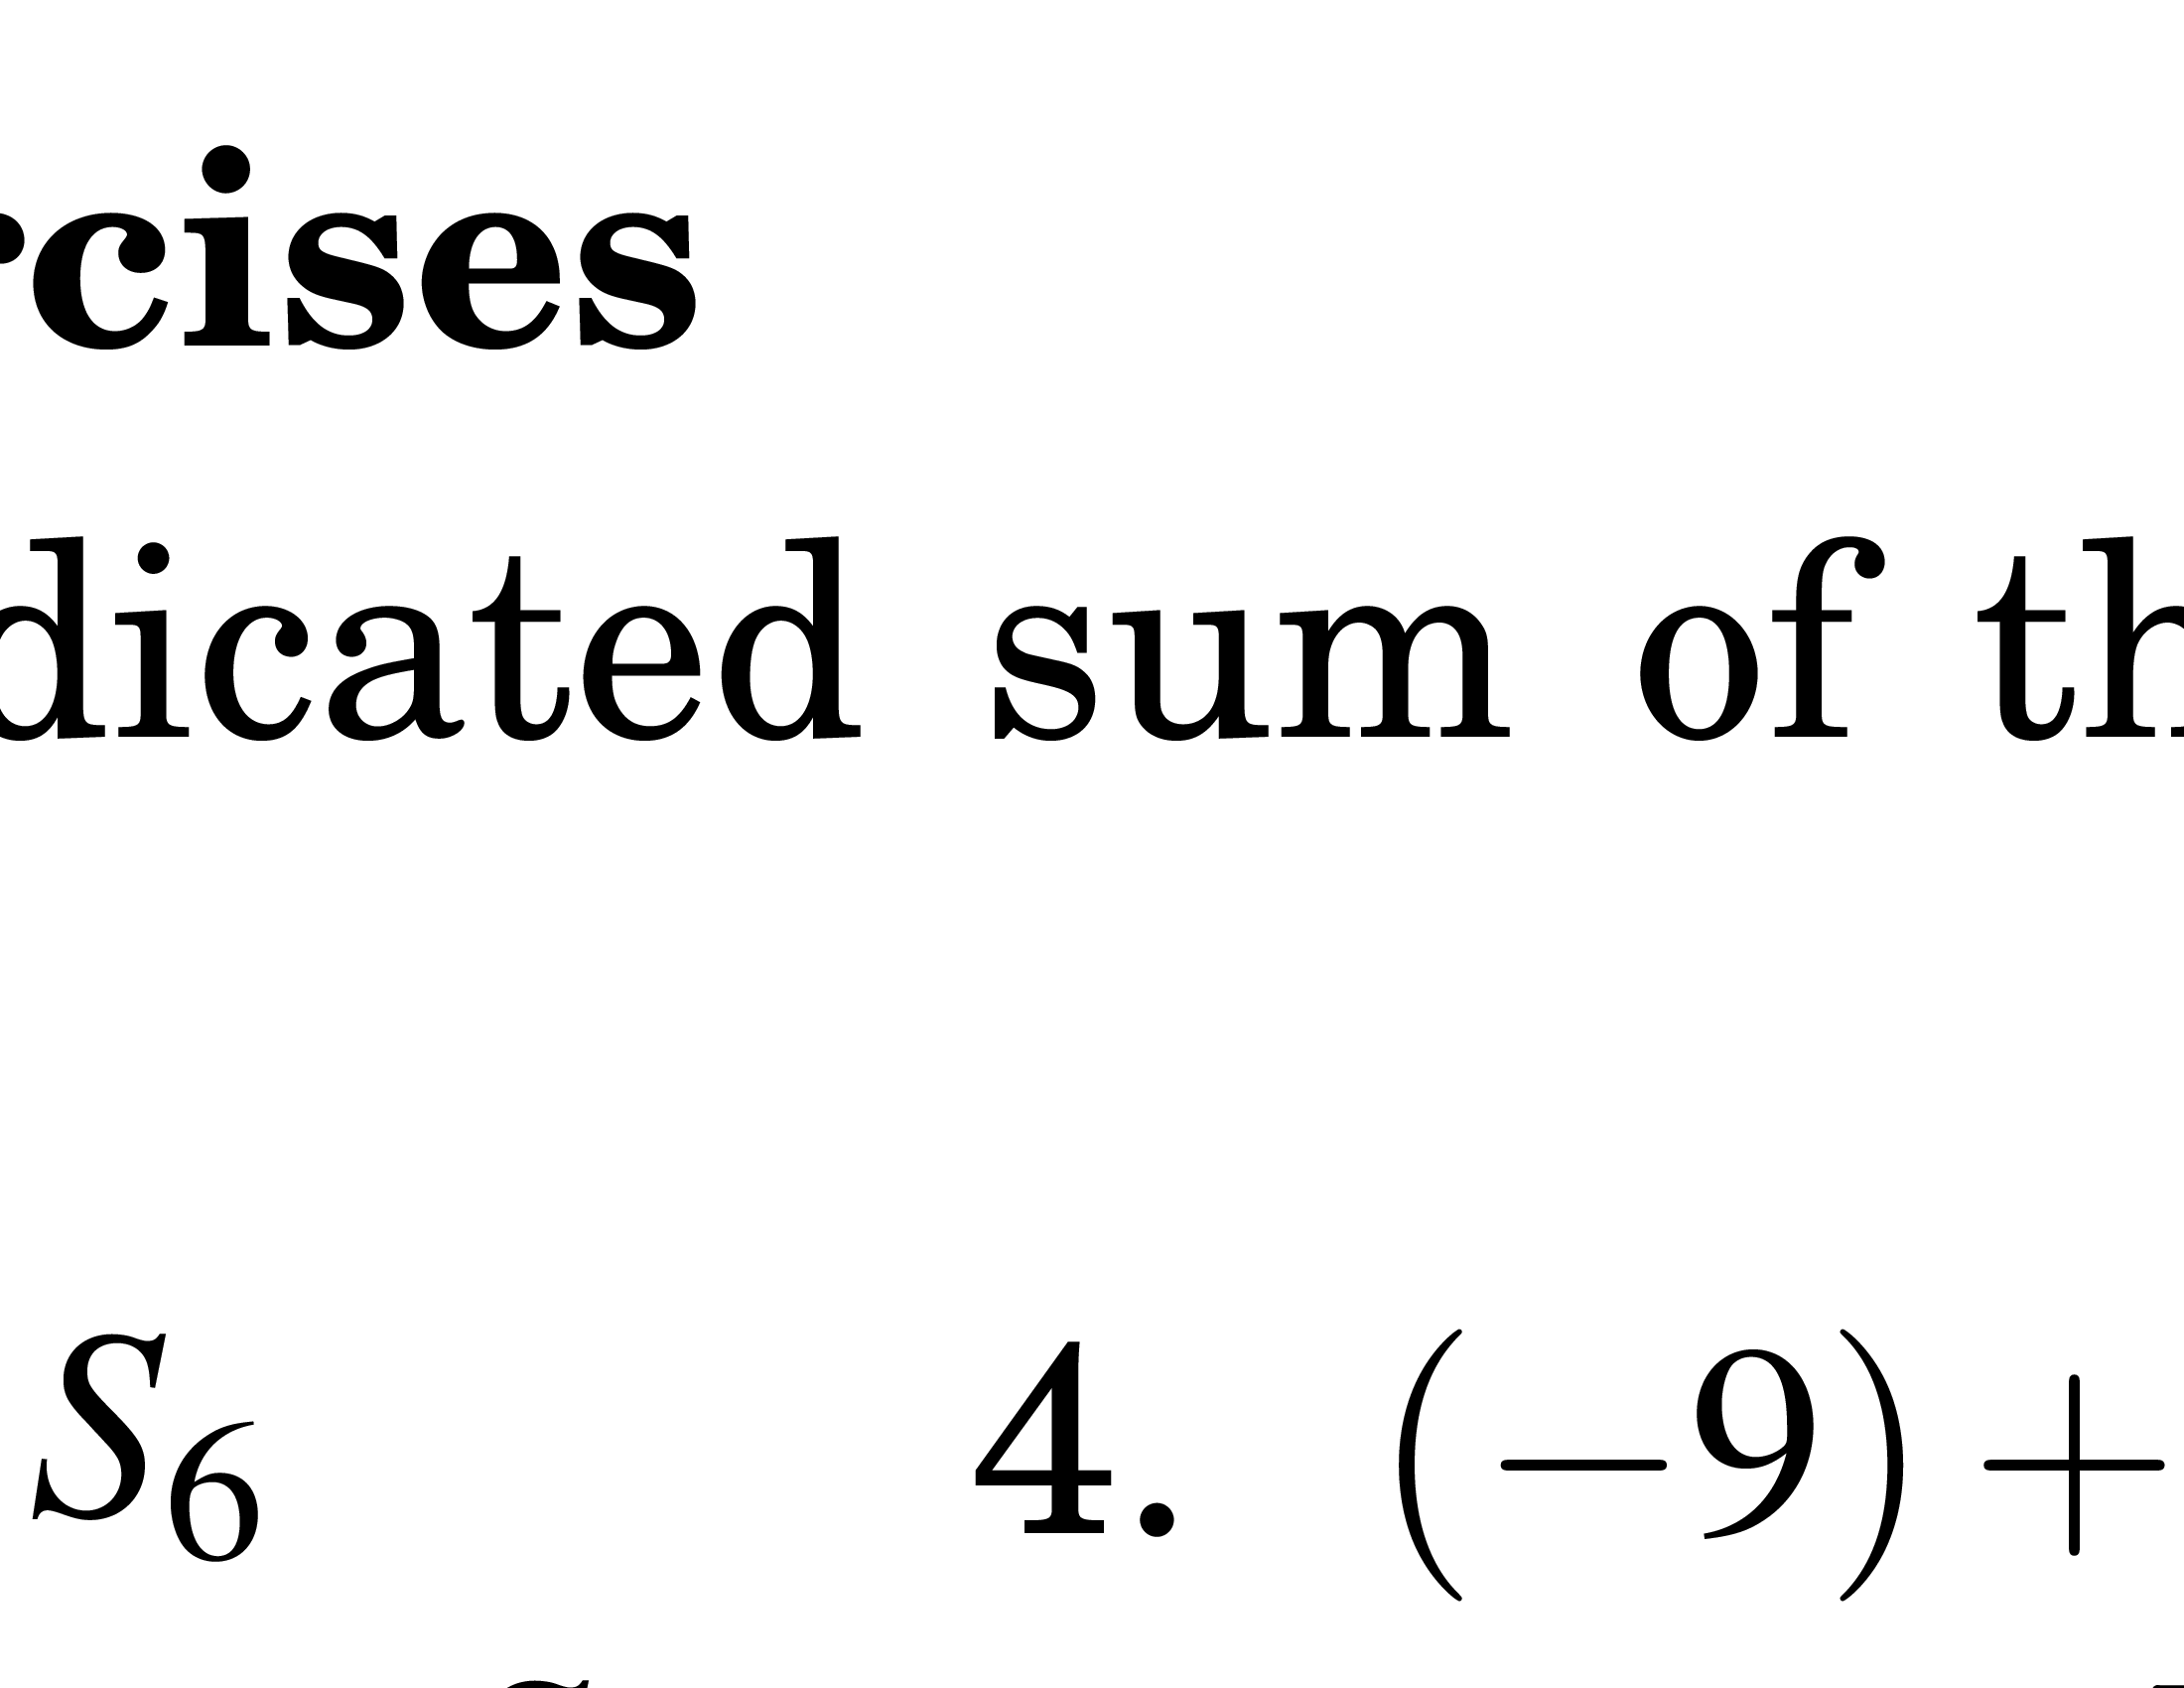 rcises
dicated sum of th
S₆ 4. (−9)+